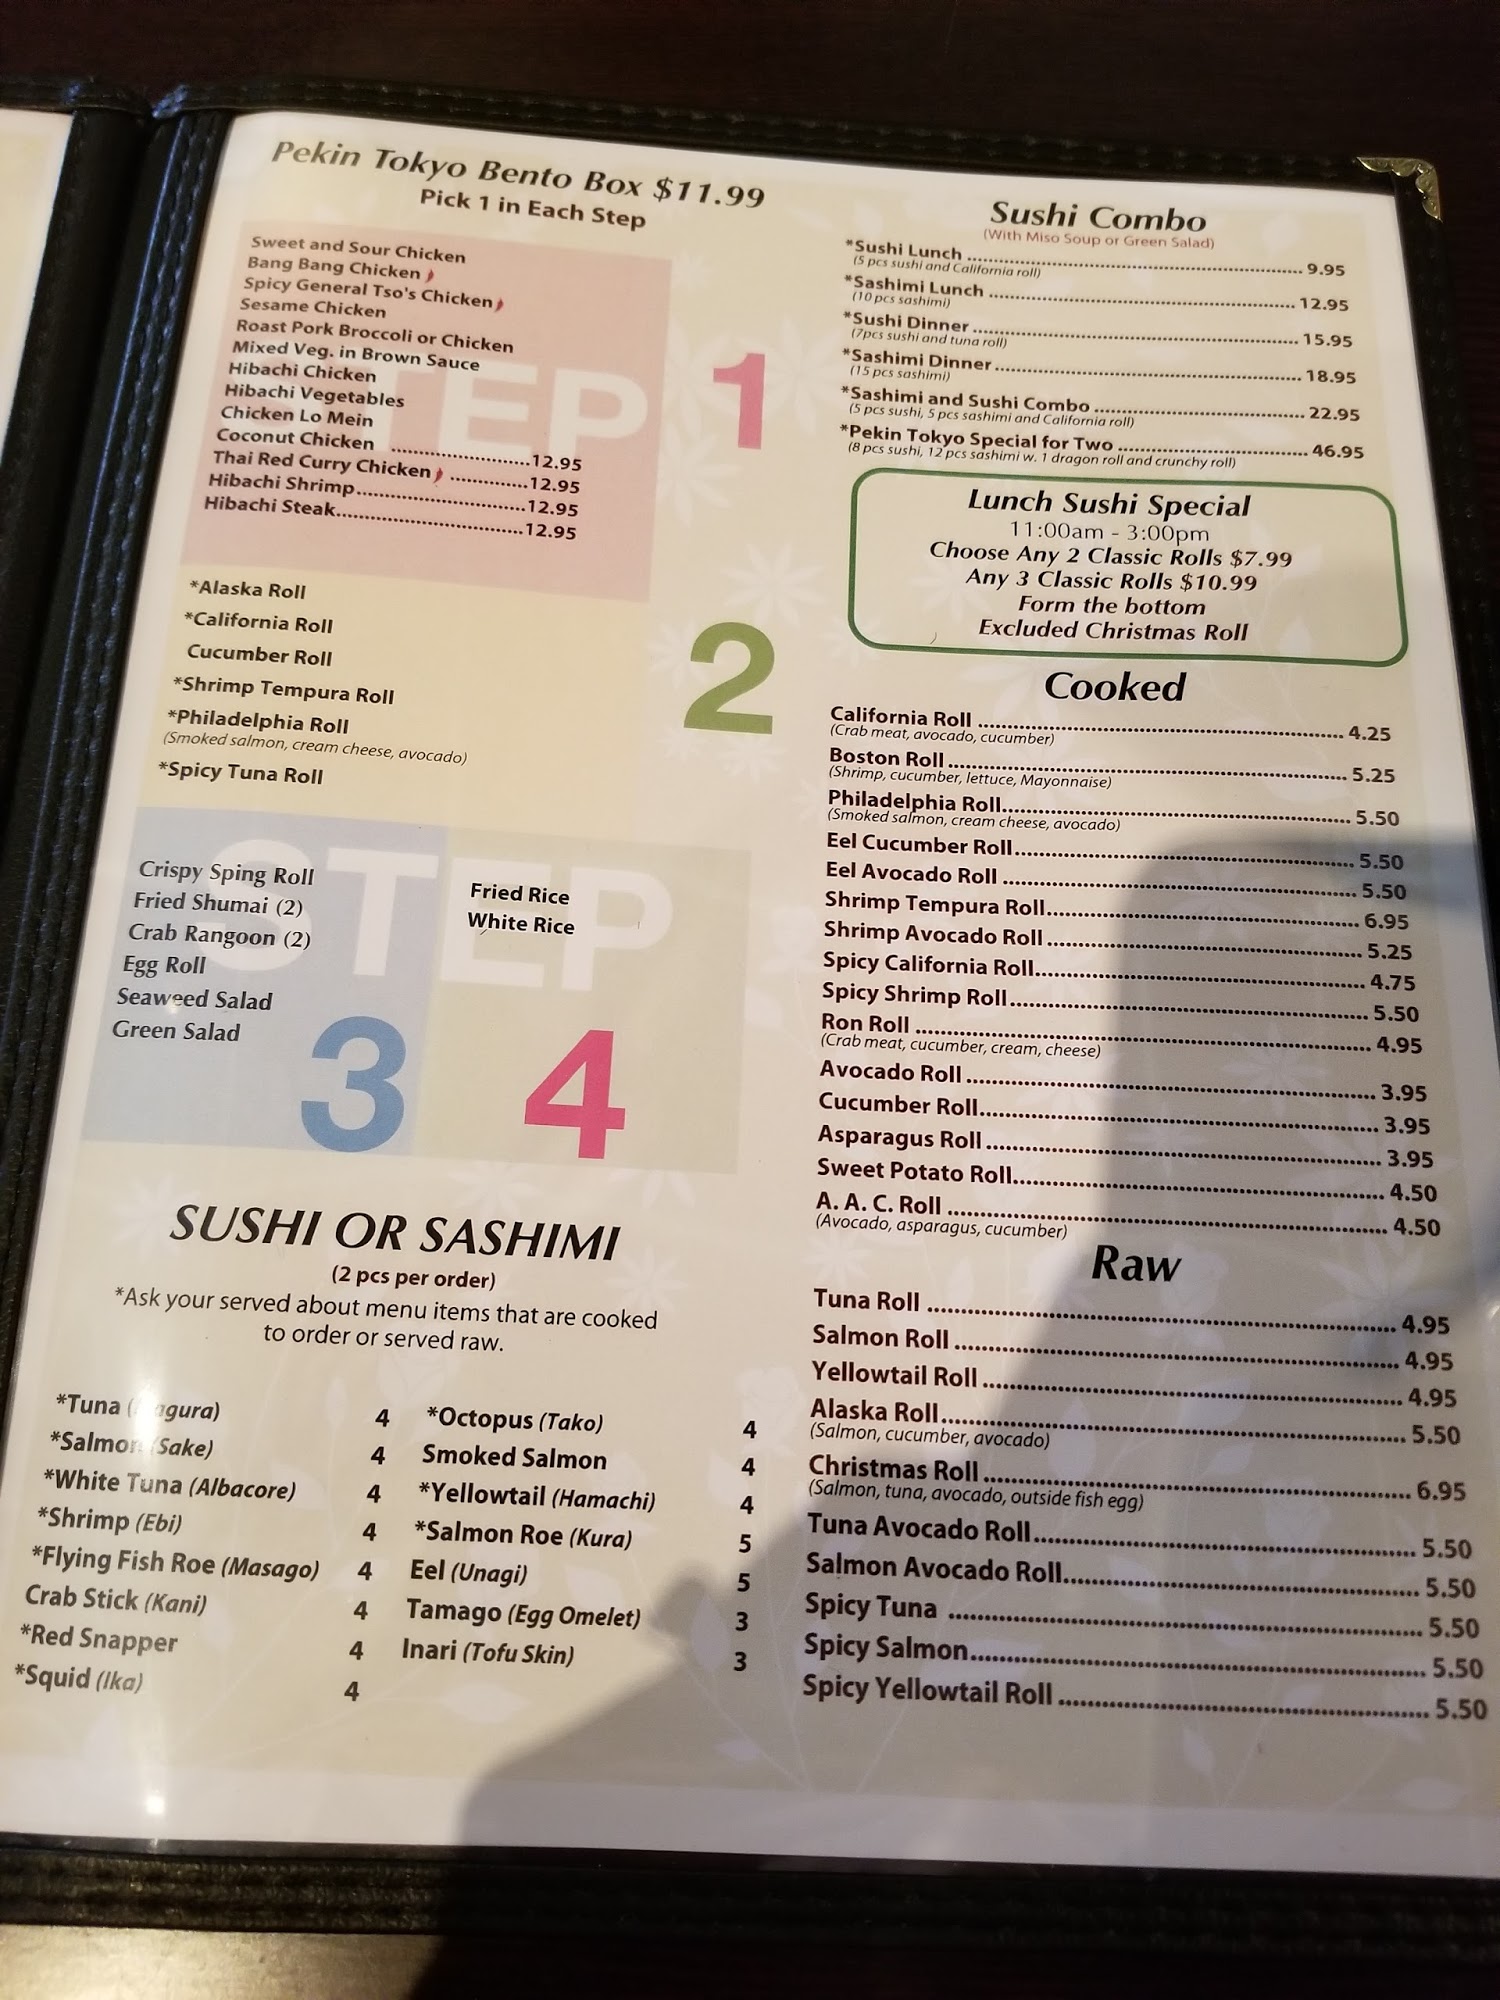 Pekin Tokyo Bento Box $11.99
Pick 1 in Each Step
STEP 1
Sweet and Sour Chicken
Bang Bang Chicken
Spicy General Tso's Chicken
Sesame Chicken
Roast Pork Broccoli or Chicken
Mixed Veg. in Brown Sauce
Hibachi Chicken
Hibachi Vegetables
Chicken Lo Mein
Coconut Chicken ........................12.95
Thai Red Curry Chicken .............12.95
Hibachi Shrimp.............................12.95
Hibachi Steak................................12.95
2
*Alaska Roll
*California Roll
Cucumber Roll
*Shrimp Tempura Roll
*Philadelphia Roll
(Smoked salmon, cream cheese, avocado)
*Spicy Tuna Roll
STEP
Crispy Sping Roll
Fried Shumai (2)
Crab Rangoon (2)
Egg Roll
Seaweed Salad
Green Salad
3
Fried Rice
White Rice
4
SUSHI OR SASHIMI
(2 pcs per order)
*Ask your served about menu items that are cooked
to order or served raw.
*Tuna 4
*Salmon (Sake) 4
*White Tuna (Albacore) 4
*Shrimp (Ebi) 4
*Flying Fish Roe (Masago) 4
Crab Stick (Kani) 4
*Red Snapper 4
*Squid (Ika) 4
*Octopus (Tako) 4
Smoked Salmon 4
*Yellowtail (Hamachi) 4
*Salmon Roe (Kura) 5
Eel (Unagi) 5
Tamago (Egg Omelet) 3
Inari (Tofu Skin) 3
Sushi Combo
(With Miso Soup or Green Salad)
*Sushi Lunch ........................ 9.95
(5 pcs sushi and California roll)
*Sashimi Lunch ........................ 12.95
(10 pcs sashimi)
*Sushi Dinner ........................ 15.95
(7pcs sushi and tuna roll)
*Sashimi Dinner ........................ 18.95
(15 pcs sashimi)
*Sashimi and Sushi Combo ........................ 22.95
(5 pcs sushi, 5 pcs sashimi and California roll)
*Pekin Tokyo Special for Two ........................ 46.95
(8 pcs sushi, 12 pcs sashimi w. 1 dragon roll and crunchy roll)
Lunch Sushi Special
11:00am - 3:00pm
Choose Any 2 Classic Rolls $7.99
Any 3 Classic Rolls $10.99
Form the bottom
Excluded Christmas Roll
Cooked
California Roll ........................ 4.25
(Crab meat, avocado, cucumber)
Boston Roll ........................ 5.25
(Shrimp, cucumber, lettuce, Mayonnaise)
Philadelphia Roll........................ 5.50
(Smoked salmon, cream cheese, avocado)
Eel Cucumber Roll........................ 5.50
Eel Avocado Roll ........................ 5.50
Shrimp Tempura Roll........................ 6.95
Shrimp Avocado Roll ........................ 5.25
Spicy California Roll........................ 4.75
Spicy Shrimp Roll........................ 5.50
Ron Roll ........................ 4.95
(Crab meat, cucumber, cream, cheese)
Avocado Roll ........................ 3.95
Cucumber Roll........................ 3.95
Asparagus Roll ........................ 3.95
Sweet Potato Roll........................ 4.50
A. A. C. Roll ........................ 4.50
(Avocado, asparagus, cucumber)
Raw
Tuna Roll ........................ 4.95
Salmon Roll ........................ 4.95
Yellowtail Roll ........................ 4.95
Alaska Roll........................ 5.50
(Salmon, cucumber, avocado)
Christmas Roll ........................ 6.95
(Salmon, tuna, avocado, outside fish egg)
Tuna Avocado Roll........................ 5.50
Salmon Avocado Roll........................ 5.50
Spicy Tuna ........................ 5.50
Spicy Salmon........................ 5.50
Spicy Yellowtail Roll ........................ 5.50